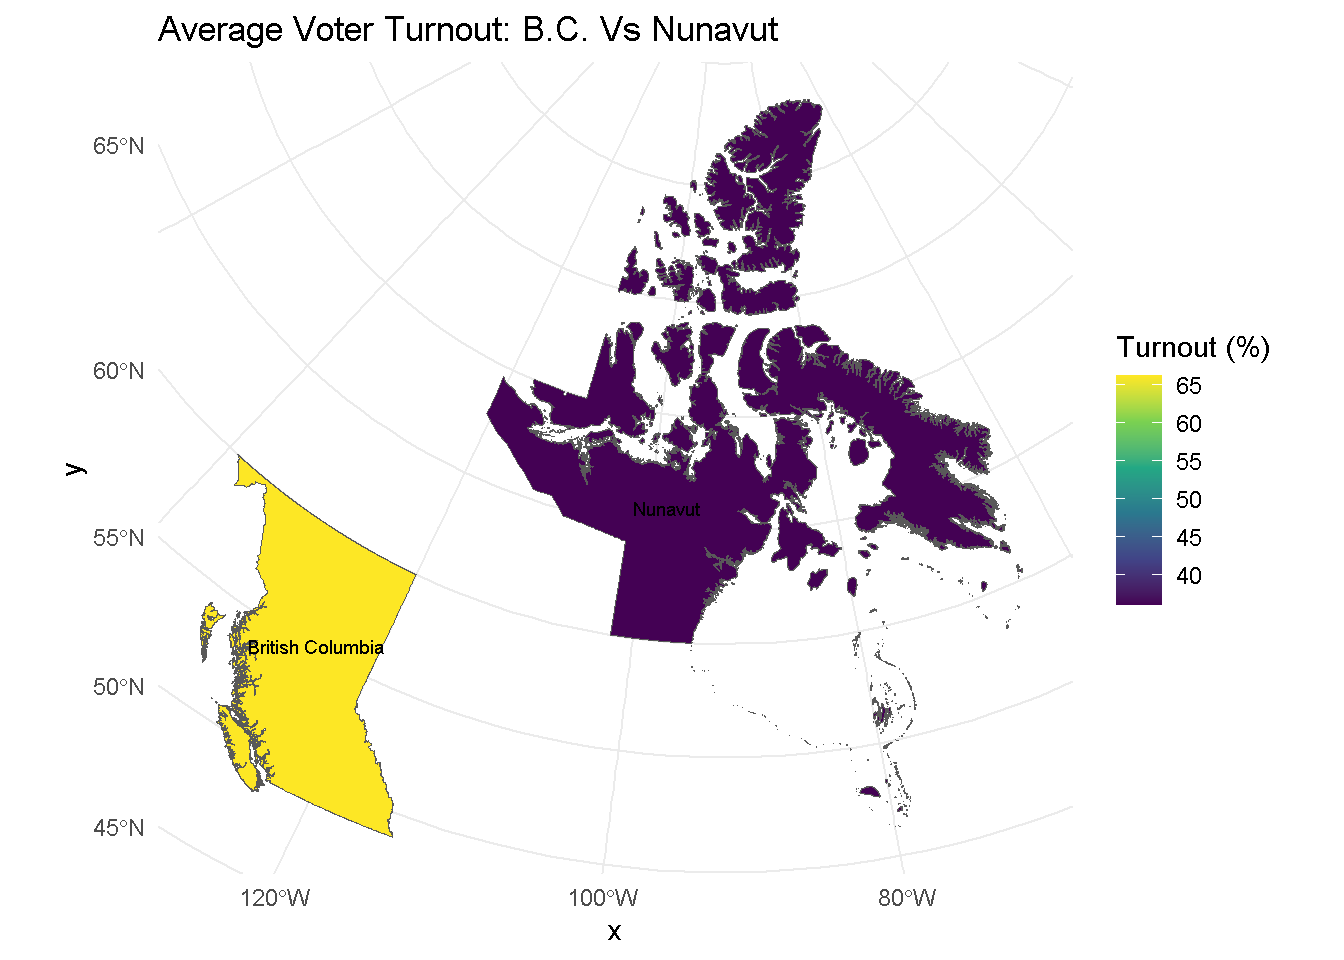 Average Voter Turnout: B.C. Vs Nunavut
65°N
60°N
55°N
50°N
45°N
y
Nunavut
British Columbia
120°W
100°W
80°W
x
Turnout (%)
65
60
55
50
45
40